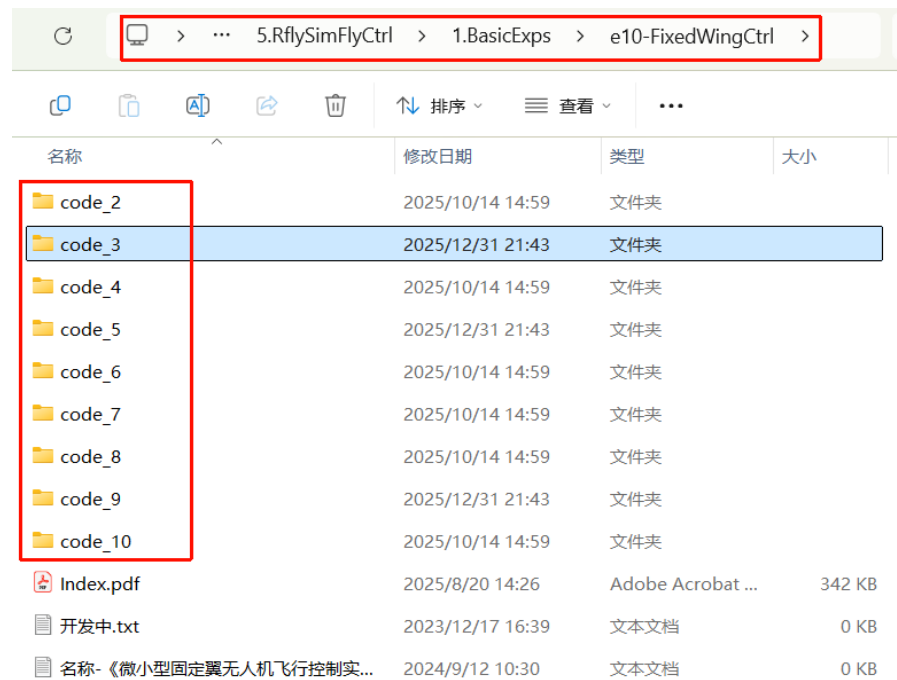 … 5.RflySimFlyCtrl > 1.BasicExps > e10-FixedWingCtrl >
排序 查看 …
名称 修改日期 类型 大小
code_2 2025/10/14 14:59 文件夹
code_3 2025/12/31 21:43 文件夹
code_4 2025/10/14 14:59 文件夹
code_5 2025/12/31 21:43 文件夹
code_6 2025/10/14 14:59 文件夹
code_7 2025/10/14 14:59 文件夹
code_8 2025/10/14 14:59 文件夹
code_9 2025/12/31 21:43 文件夹
code_10 2025/10/14 14:59 文件夹
Index.pdf 2025/8/20 14:26 Adobe Acrobat ... 342 KB
开发中.txt 2023/12/17 16:39 文本文档 0 KB
名称-《微小型固定翼无人机飞行控制实... 2024/9/12 10:30 文本文档 0 KB